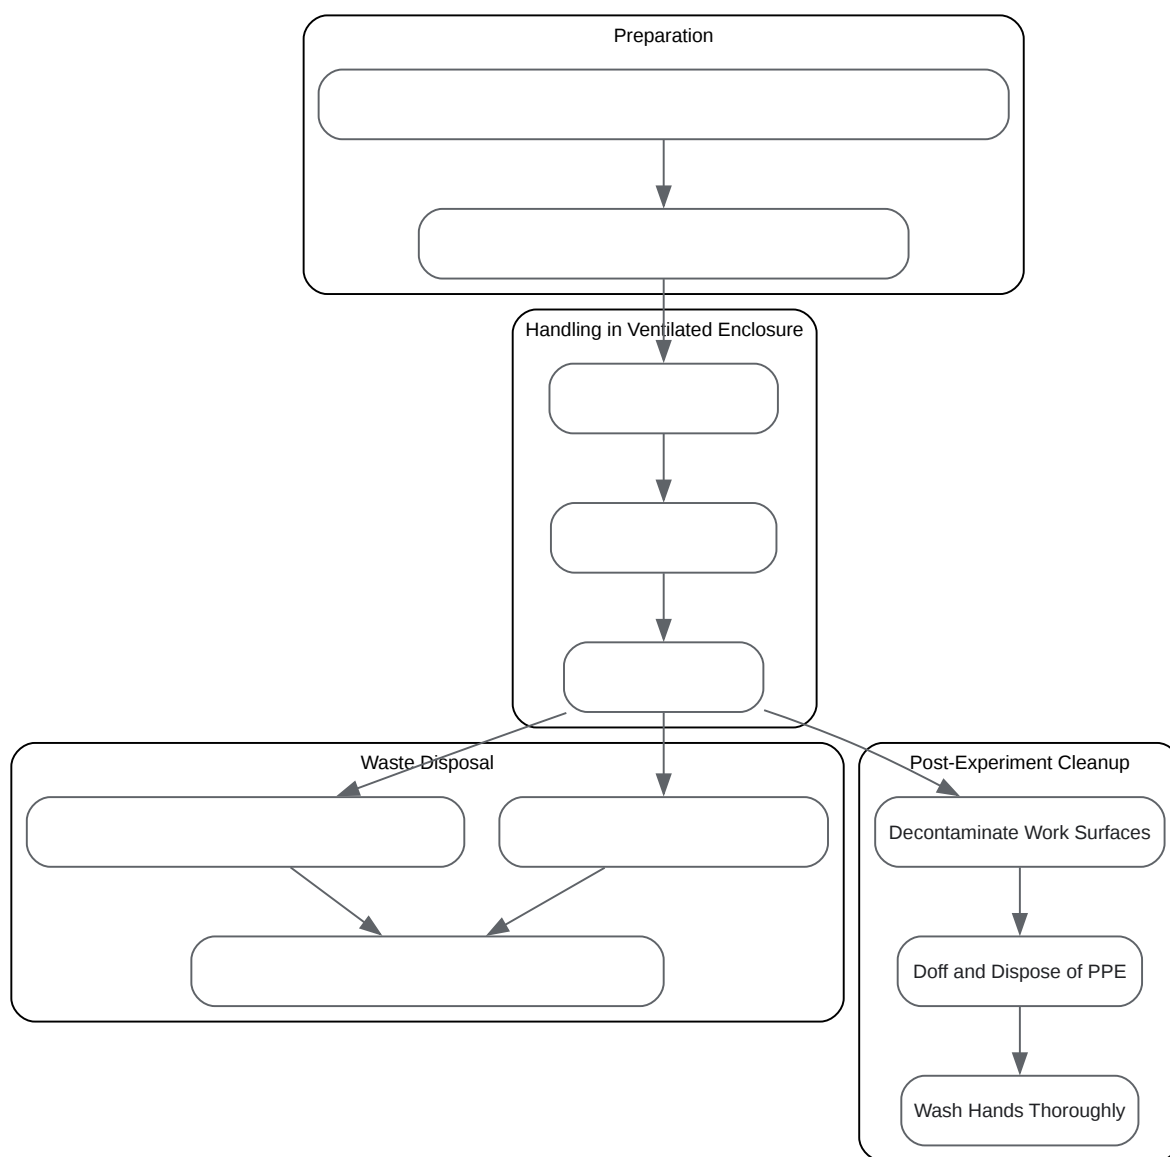 Preparation
Handling in Ventilated Enclosure
Waste Disposal
Post-Experiment Cleanup
Decontaminate Work Surfaces
Doff and Dispose of PPE
Wash Hands Thoroughly